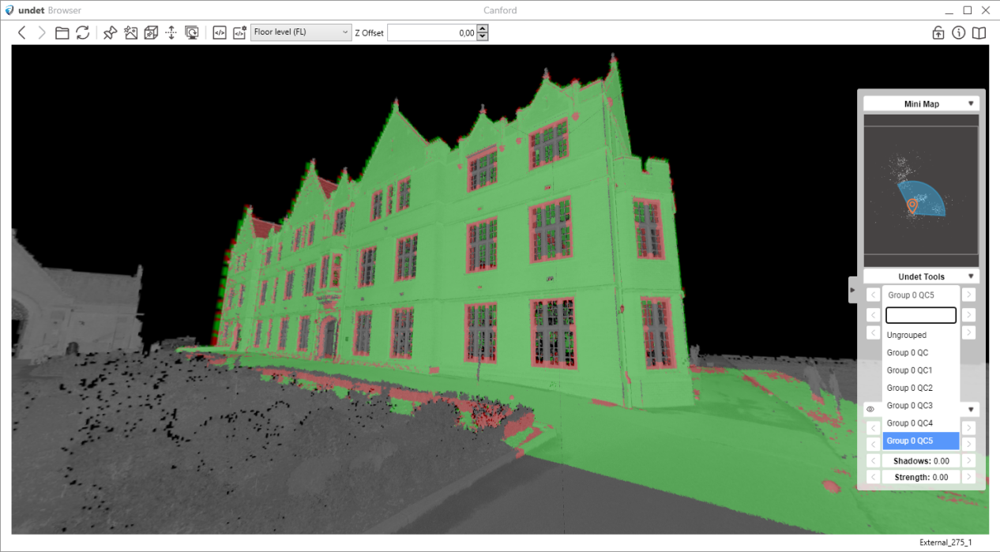 undet Browser
Canford
Floor level (FL)
Z Offset
0,00
Mini Map
Undet Tools
Group 0 QC5
Ungrouped
Group 0 QC
Group 0 QC1
Group 0 QC2
Group 0 QC3
Group 0 QC4
Group 0 QC5
Shadows: 0.00
Strength: 0.00
External_275_1